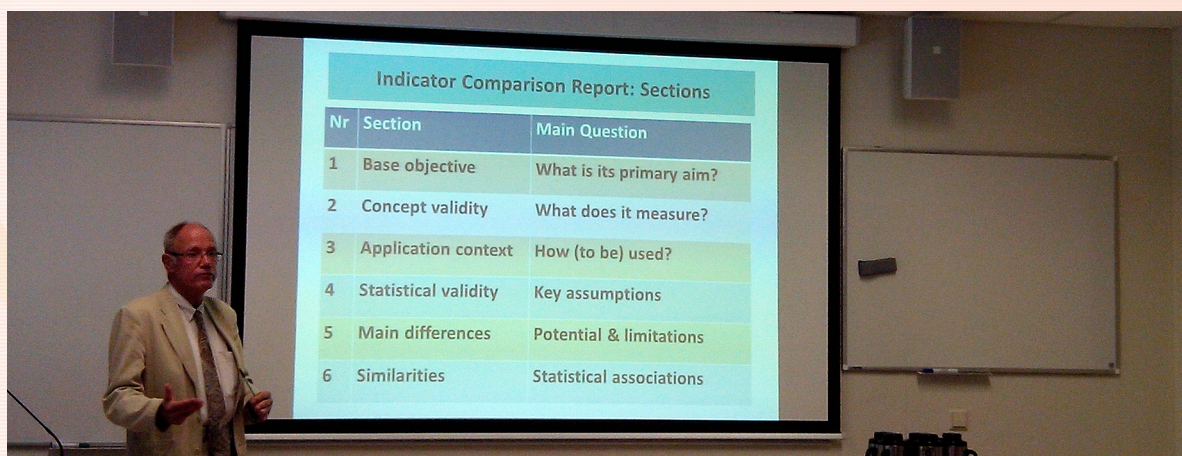 Indicator Comparison Report: Sections
Nr Section Main Question
1 Base objective What is its primary aim?
2 Concept validity What does it measure?
3 Application context How (to be) used?
4 Statistical validity Key assumptions
5 Main differences Potential & limitations
6 Similarities Statistical associations